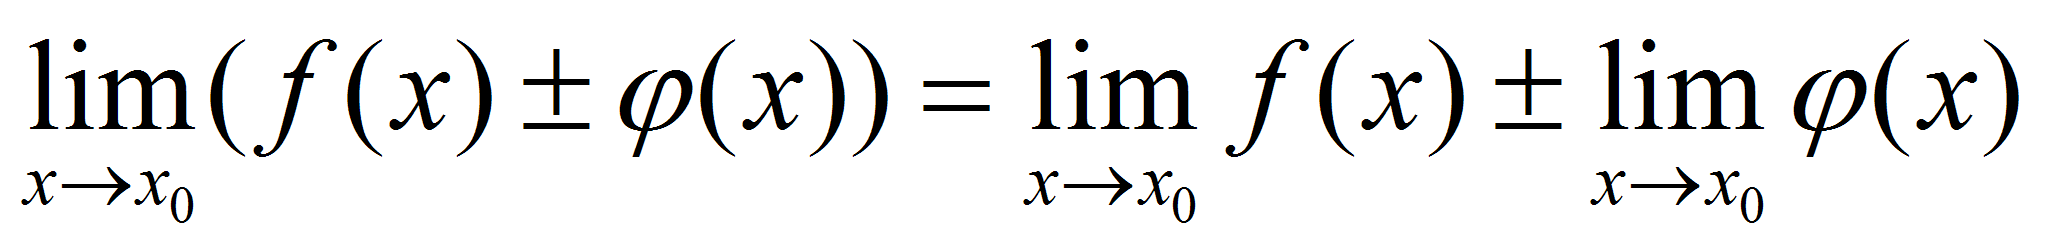 lim(f(x) ± φ(x)) = lim f(x) ± lim φ(x)
x→x₀ x→x₀ x→x₀